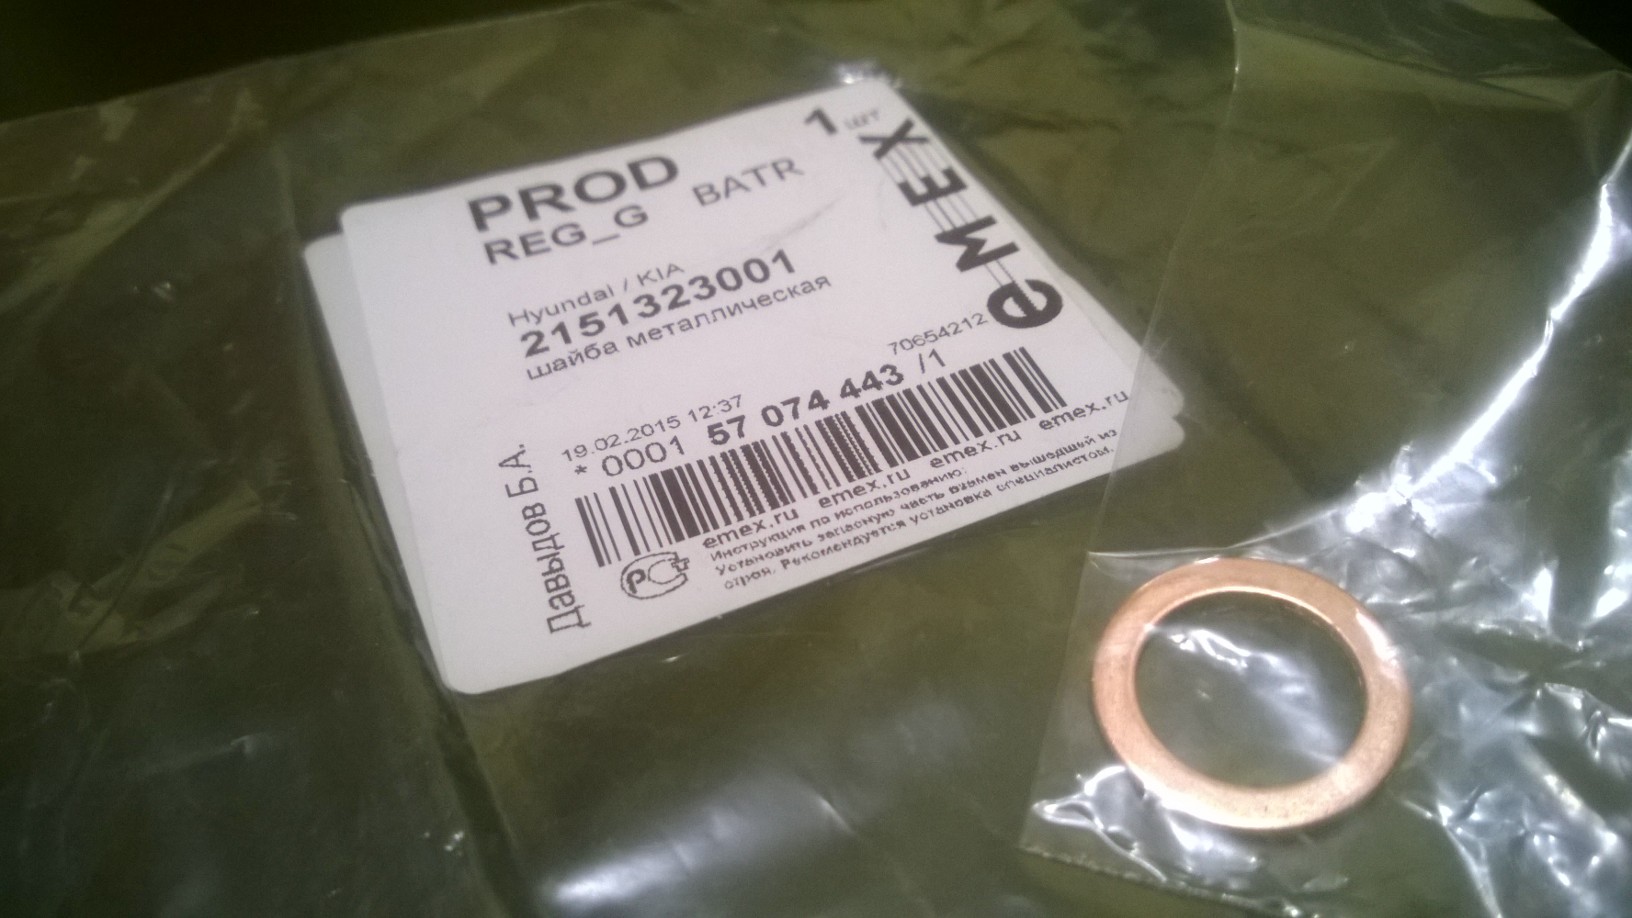 PROD 1 шт
REG_G BATR
Hyundai / KIA
2151323001
шайба металлическая
70654212
19.02.2015 12:37
* 0001 57 074 443 /1
emex.ru emex.ru emex.ru emex.ru
Инструкция по использованию:
Установить запасную часть взамен вышедшей из
строя. Рекомендуется установка специалистом.
Давыдов Б.А.
РСТ
eMEX